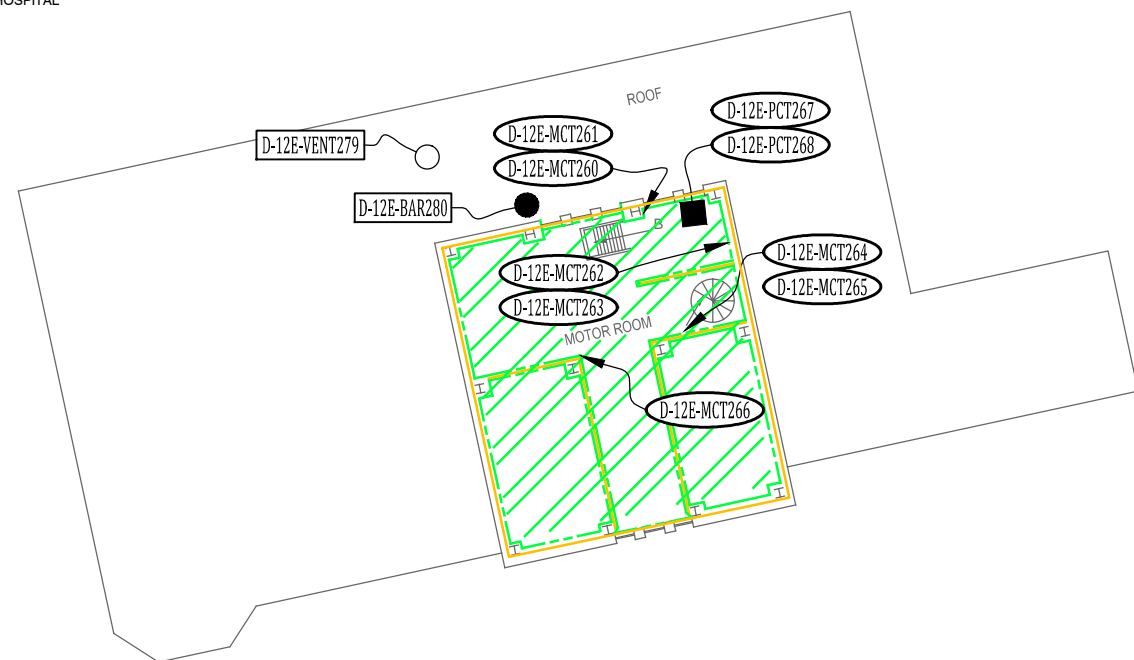 HOSPITAL
ROOF
D-12E-PCT267
D-12E-PCT268
D-12E-MCT261
D-12E-MCT260
D-12E-VENT279
D-12E-BAR280
B
D-12E-MCT262
D-12E-MCT263
D-12E-MCT264
D-12E-MCT265
MOTOR ROOM
D-12E-MCT266